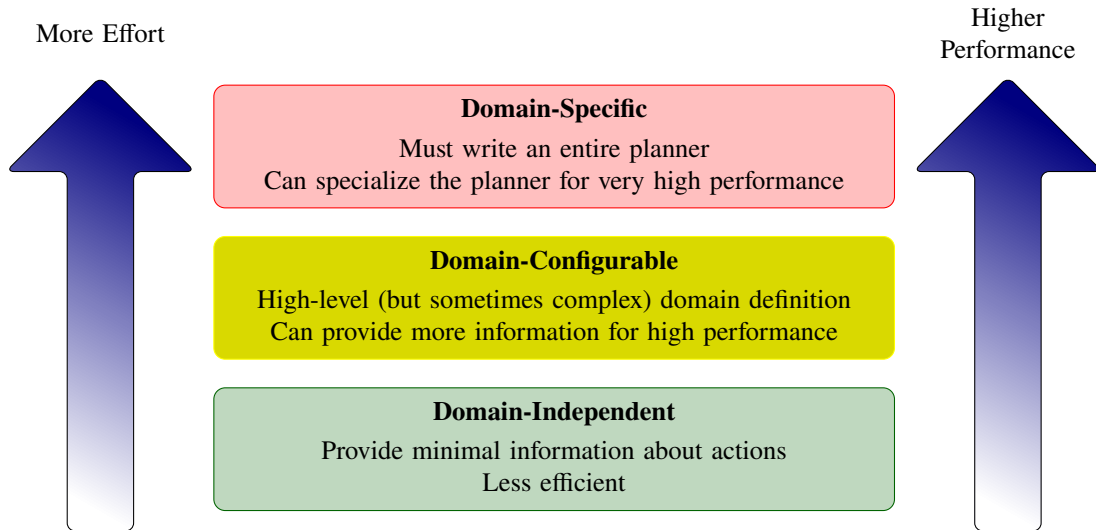 More Effort
Higher
Performance
Domain-Specific
Must write an entire planner
Can specialize the planner for very high performance
Domain-Configurable
High-level (but sometimes complex) domain definition
Can provide more information for high performance
Domain-Independent
Provide minimal information about actions
Less efficient